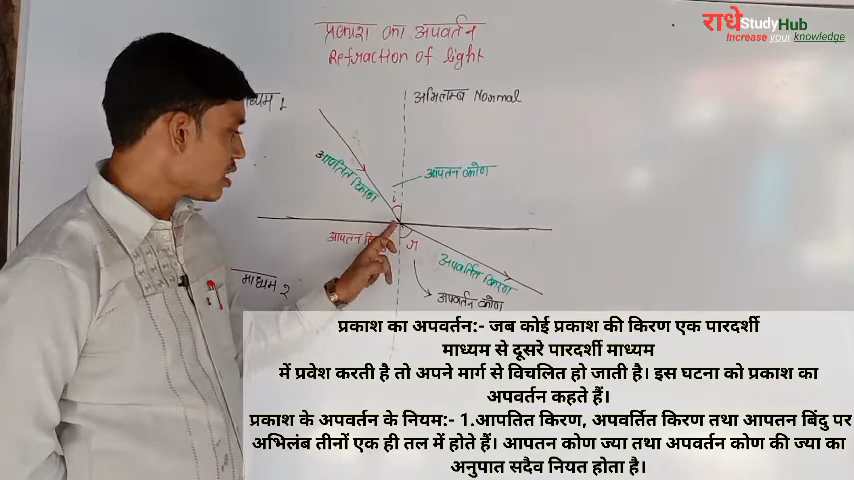 राधेStudyHub
Increase your knowledge
प्रकाश का अपवर्तन
Refraction of light
माध्यम 1
अभिलम्ब Normal
आपतित किरण
आपतन कोण
i
आपतन
r
अपवर्तित किरण
माध्यम 2
अपवर्तन कोण
प्रकाश का अपवर्तन:- जब कोई प्रकाश की किरण एक पारदर्शी
माध्यम से दूसरे पारदर्शी माध्यम
में प्रवेश करती है तो अपने मार्ग से विचलित हो जाती है। इस घटना को प्रकाश का
अपवर्तन कहते हैं।
प्रकाश के अपवर्तन के नियम:- 1.आपतित किरण, अपवर्तित किरण तथा आपतन बिंदु पर
अभिलंब तीनों एक ही तल में होते हैं। आपतन कोण ज्या तथा अपवर्तन कोण की ज्या का
अनुपात सदैव नियत होता है।